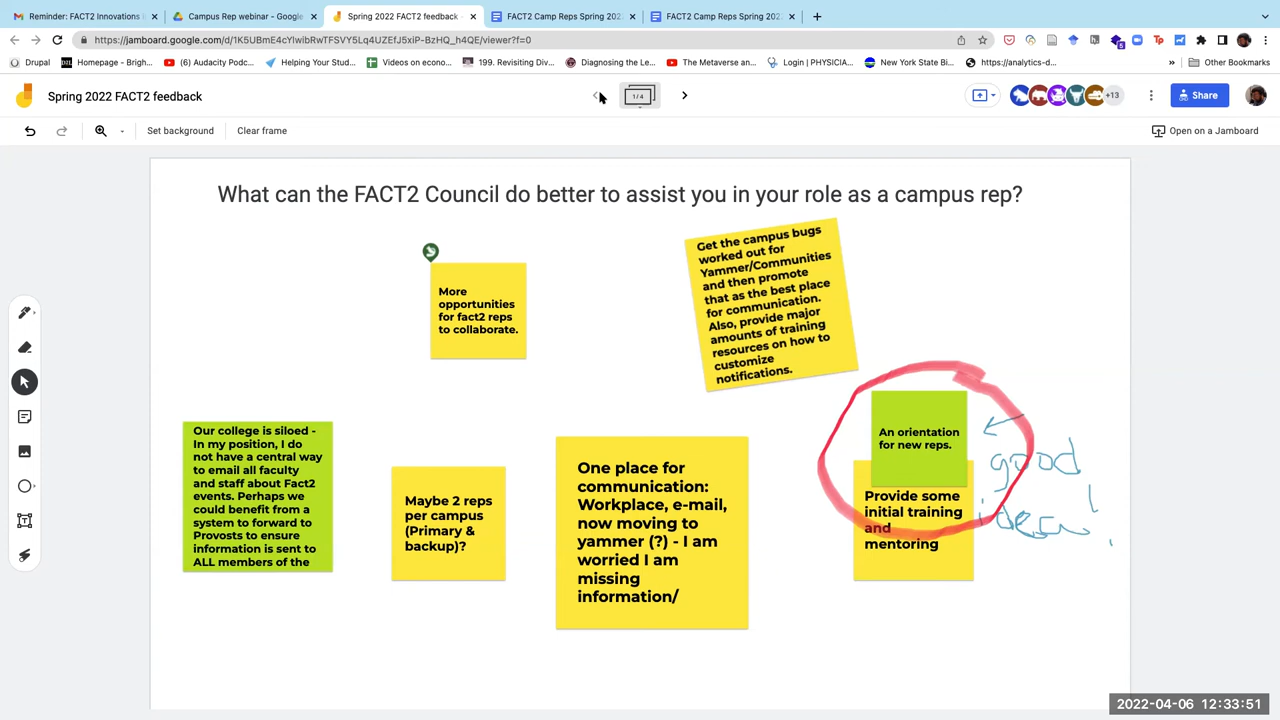 Reminder: FACT2 Innovations
Campus Rep webinar - Google
Spring 2022 FACT2 feedback
FACT2 Camp Reps Spring 202
FACT2 Camp Reps Spring 202
https://jamboard.google.com/d/1K5UBmE4cYlwibRwTFSVY5Lq4UZEfJ5xiP-BzHQ_h4QE/viewer?f=0
Drupal
Homepage - Brigh...
(6) Audacity Podc...
Helping Your Stud...
Videos on econo...
199. Revisiting Div...
Diagnosing the Le...
The Metaverse an...
Login | PHYSICIA...
New York State Bi...
https://analytics-d...
Other Bookmarks
Spring 2022 FACT2 feedback
1/4
+13
Share
Set background
Clear frame
Open on a Jamboard
What can the FACT2 Council do better to assist you in your role as a campus rep?
Get the campus bugs
worked out for
Yammer/Communities
and then promote
that as the best place
for communication.
Also, provide major
amounts of training
resources on how to
customize
notifications.
More
opportunities
for fact2 reps
to collaborate.
An orientation
for new reps.
good
idea!
Our college is siloed -
In my position, I do
not have a central way
to email all faculty
and staff about Fact2
events. Perhaps we
could benefit from a
system to forward to
Provosts to ensure
information is sent to
ALL members of the
Maybe 2 reps
per campus
(Primary &
backup)?
One place for
communication:
Workplace, e-mail,
now moving to
yammer (?) - I am
worried I am
missing
information/
Provide some
initial training
and
mentoring
2022-04-06 12:33:51